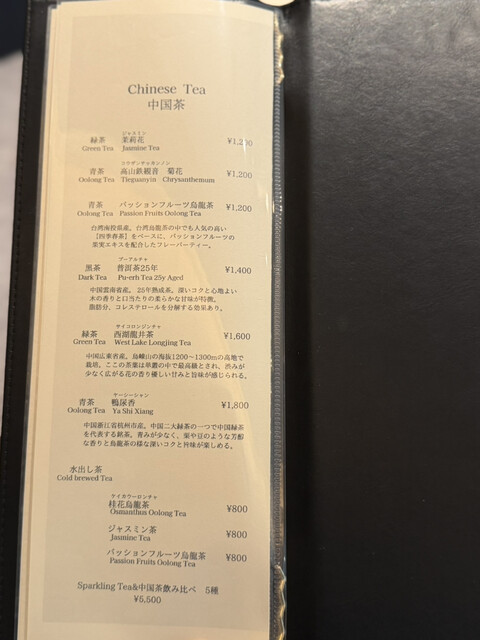 Chinese Tea
中国茶
ジャスミン
緑茶 茉莉花 ¥1,200
Green Tea Jasmine Tea
青茶 高山鉄観音 菊花 ¥1,200
Oolong Tea Tieguanyin Chrysanthemum
青茶 パッションフルーツ烏龍茶 ¥1,200
Oolong Tea Passion Fruits Oolong Tea
台湾南投県産。台湾烏龍茶の中でも人気の高い
【四季春茶】をベースに、パッションフルーツの
果実エキスを配合したフレーバーティー。
プーアルチャ
黒茶 普洱茶25年 ¥1,400
Dark Tea Pu-erh Tea 25y Aged
中国雲南省産。25年熟成茶。深いコクと心地よい
木の香りと口当たりの柔らかな甘味が特徴。
脂肪分、コレステロールを分解する効果あり。
サイコロンジンチャ
緑茶 西湖龍井茶 ¥1,600
Green Tea West Lake Longjing Tea
中国広東省産。烏崠山の海抜1200～1300mの高地で
栽培。ここの茶葉は単叢の中で最高級とされ、渋みが
少なく広がる花の香り優しい甘みと旨味が感じられる。
ヤーシーシャン
青茶 鴨屎香 ¥1,800
Oolong Tea Ya Shi Xiang
中国浙江省杭州市産。中国二大緑茶の一つで中国緑茶
を代表する銘茶。青みが少なく、栗や豆のような芳醇
な香りと烏龍茶の様な深いコクと旨味が楽しめる。
水出し茶
Cold brewed Tea
ケイカウーロンチャ
桂花烏龍茶 ¥800
Osmanthus Oolong Tea
ジャスミン茶 ¥800
Jasmine Tea
パッションフルーツ烏龍茶 ¥800
Passion Fruits Oolong Tea
Sparkling Tea&中国茶飲み比べ 5種
¥5,500